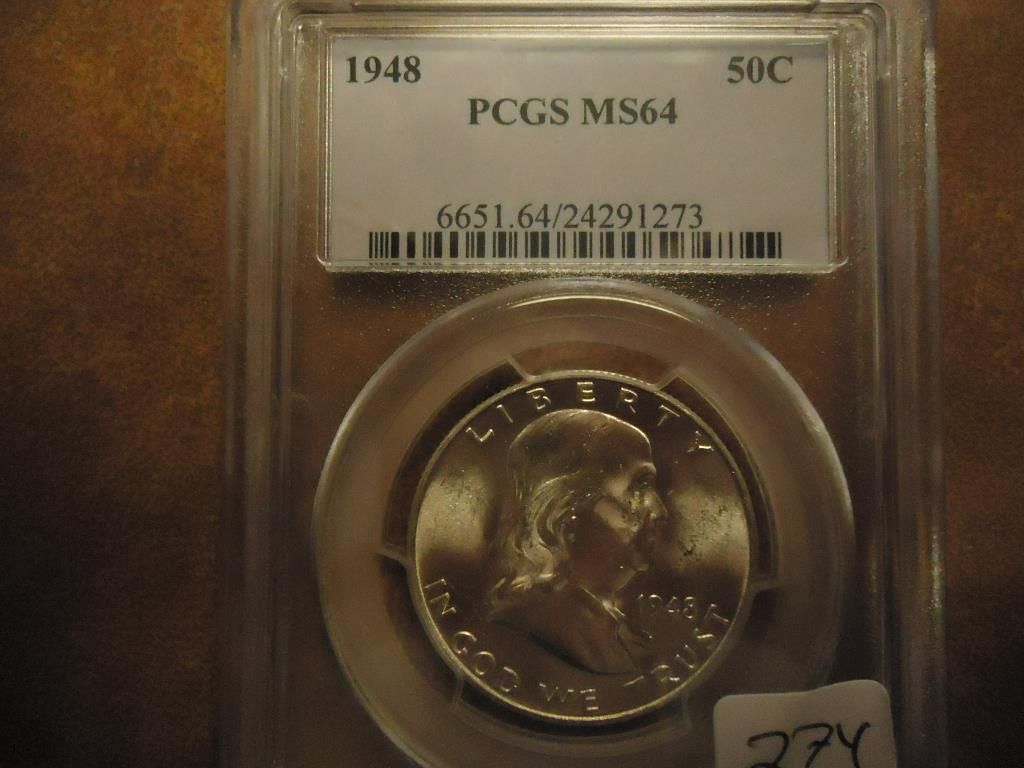 1948 50C
PCGS MS64
6651.64/24291273
LIBERTY
1948
IN GOD WE TRUST
274